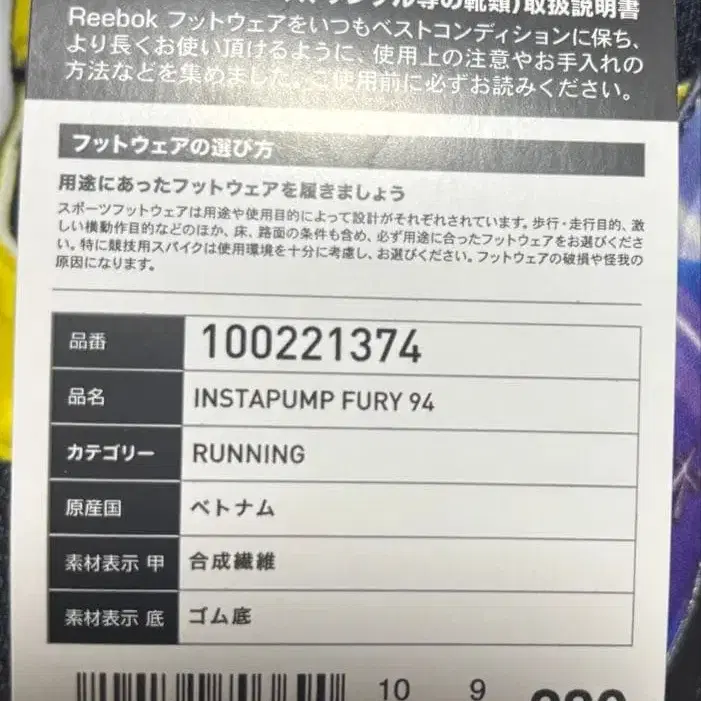 サンダル等の靴類)取扱説明書
Reebok フットウェアをいつもベストコンディションに保ち、
より長くお使い頂けるように、使用上の注意やお手入れの
方法などを集めました。ご使用前に必ずお読みください。
フットウェアの選び方
用途にあったフットウェアを履きましょう
スポーツフットウェアは用途や使用目的によって設計がそれぞれされています。歩行・走行目的、激
しい横動作目的などのほか、床、路面の条件も含め、必ず用途に合ったフットウェアをお選びくださ
い。特に競技用スパイクは使用環境を十分に考慮し、お選びください。フットウェアの破損や怪我の
原因になります。
品番 100221374
品名 INSTAPUMP FURY 94
カテゴリー RUNNING
原産国 ベトナム
素材表示 甲 合成繊維
素材表示 底 ゴム底
10 9